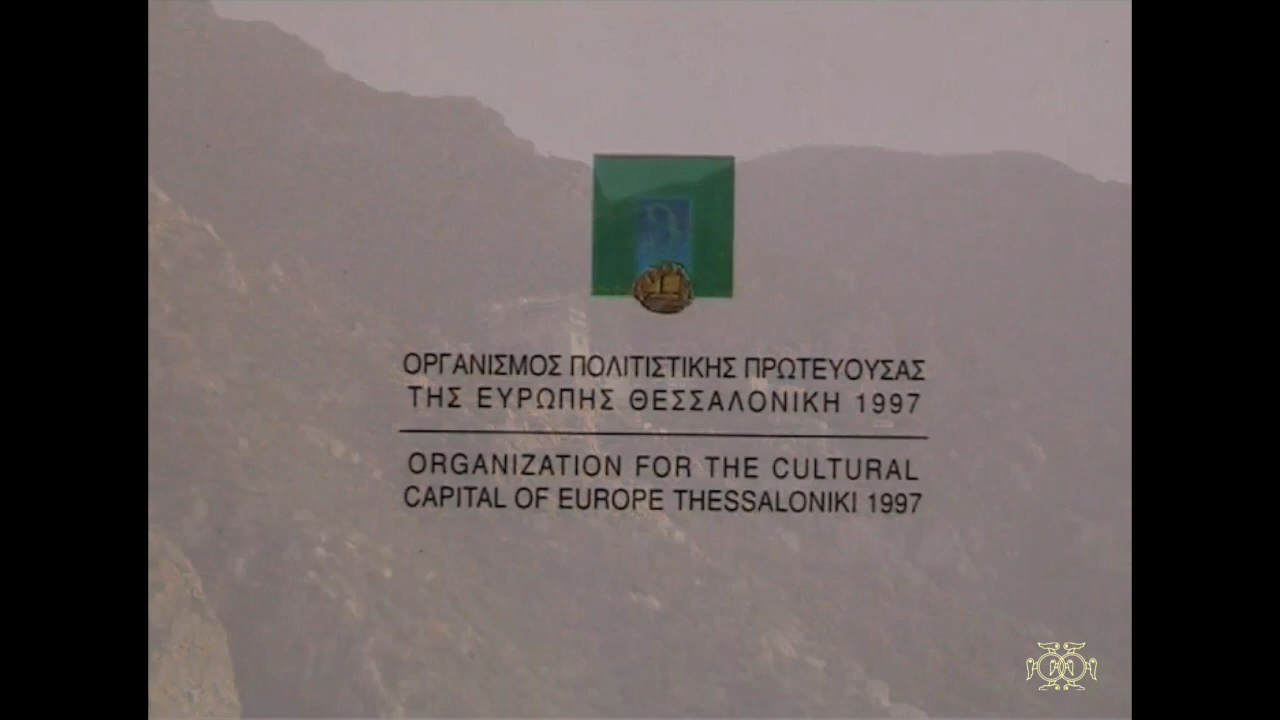 ΟΡΓΑΝΙΣΜΟΣ ΠΟΛΙΤΙΣΤΙΚΗΣ ΠΡΩΤΕΥΟΥΣΑΣ
ΤΗΣ ΕΥΡΩΠΗΣ ΘΕΣΣΑΛΟΝΙΚΗ 1997
ORGANIZATION FOR THE CULTURAL
CAPITAL OF EUROPE THESSALONIKI 1997